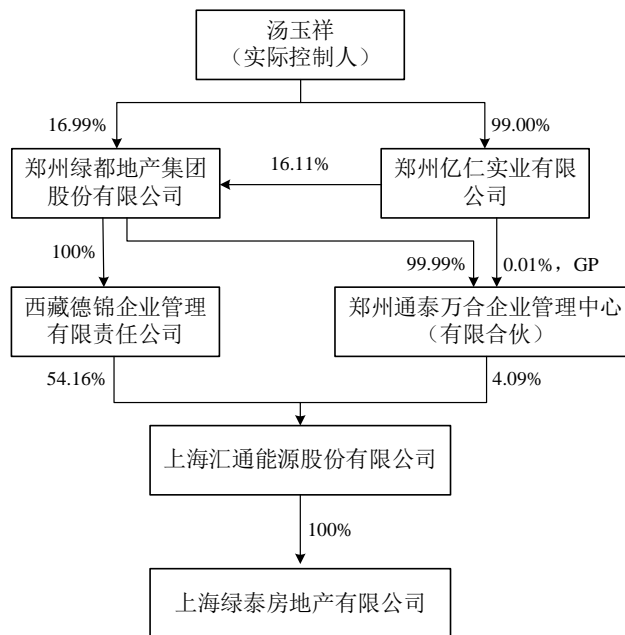 汤玉祥
（实际控制人）
16.99%
99.00%
郑州绿都地产集团
股份有限公司
16.11%
郑州亿仁实业有限
公司
100%
99.99%
0.01%，GP
西藏德锦企业管理
有限责任公司
郑州通泰万合企业管理中心
（有限合伙）
54.16%
4.09%
上海汇通能源股份有限公司
100%
上海绿泰房地产有限公司